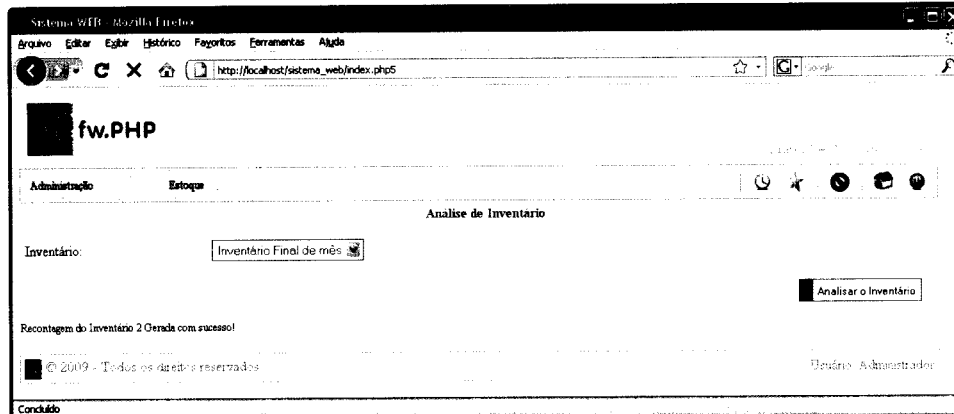 Sistema WEB - Mozilla Firefox
Arquivo Editar Exibir Histórico Favoritos Ferramentas Ajuda
http://localhost/sistema_web/index.php5
Google
fw.PHP
Administração Estoque
Análise de Inventário
Inventário: Inventário Final de mês
Analisar o Inventário
Recontagem do Inventário 2 Gerada com sucesso!
© 2009 - Todos os direitos reservados Usuário: Administrador
Concluído